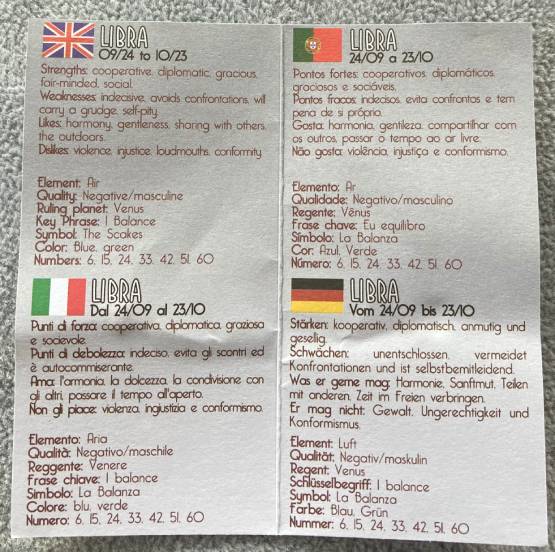 LIBRA
09/24 to 10/23
Strengths: cooperative, diplomatic, gracious,
fair-minded, social.
Weaknesses: indecisive, avoids confrontations, will
carry a grudge, self-pity.
Likes: harmony, gentleness, sharing with others,
the outdoors.
Dislikes: violence, injustice, loudmouths, conformity.
Element: Air
Quality: Negative/masculine
Ruling planet: Venus
Key Phrase: I Balance
Symbol: The Scakes
Color: Blue, green
Numbers: 6, 15, 24, 33, 42, 51, 60
LIBRA
24/09 a 23/10
Pontos fortes: cooperativos, diplomáticos,
graciosos e sociáveis.
Pontos fracos: indecisos, evita confrontos e tem
pena de si próprio.
Gosta: harmonia, gentileza, compartilhar com
os outros, passar o tempo ao ar livre.
Não gosta: violência, injustiça e conformismo.
Elemento: Ar
Qualidade: Negativo/masculino
Regente: Vênus
Frase chave: Eu equilibro
Símbolo: La Balanza
Cor: Azul, Verde
Número: 6, 15, 24, 33, 42, 51, 60
LIBRA
Dal 24/09 al 23/10
Punti di forza: cooperativa, diplomatica, graziosa
e socievole.
Punti di debolezza: indeciso, evita gli scontri ed
è autocommiserante.
Ama: l'armonia, la dolcezza, la condivisione con
gli altri, passare il tempo all'aperto.
Non gli piace: violenza, ingiustizia e conformismo.
Elemento: Aria
Qualità: Negativo/maschile
Reggente: Venere
Frase chiave: I balance
Simbolo: La Balanza
Colore: blu, verde
Numero: 6, 15, 24, 33, 42, 51, 60
LIBRA
Vom 24/09 bis 23/10
Stärken: kooperativ, diplomatisch, anmutig und
gesellig.
Schwächen: unentschlossen, vermeidet
Konfrontationen und ist selbstbemitleidend.
Was er gerne mag: Harmonie, Sanftmut, Teilen
mit anderen, Zeit im Freien verbringen.
Er mag nicht: Gewalt, Ungerechtigkeit und
Konformismus.
Element: Luft
Qualität: Negativ/maskulin
Regent: Venus
Schlüsselbegriff: I balance
Symbol: La Balanza
Farbe: Blau, Grün
Nummer: 6, 15, 24, 33, 42, 51, 60